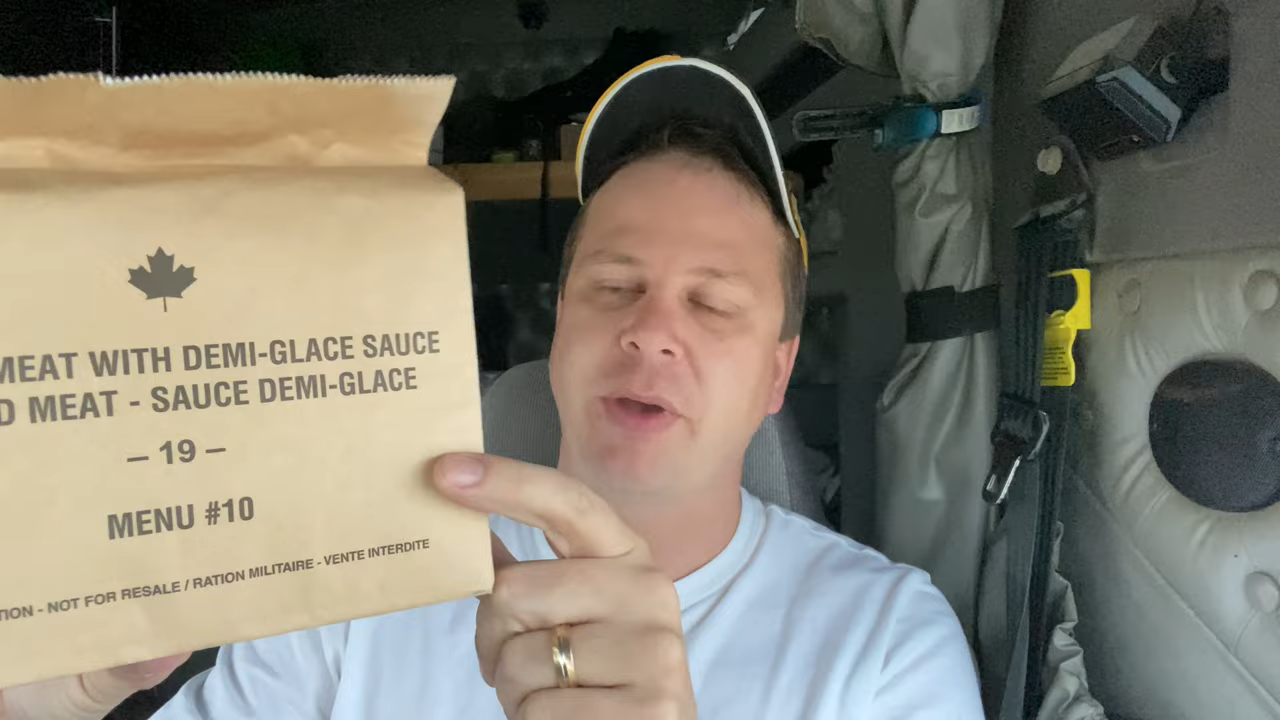 MEAT WITH DEMI-GLACE SAUCE
D MEAT - SAUCE DEMI-GLACE
– 19 –
MENU #10
TION - NOT FOR RESALE / RATION MILITAIRE - VENTE INTERDITE